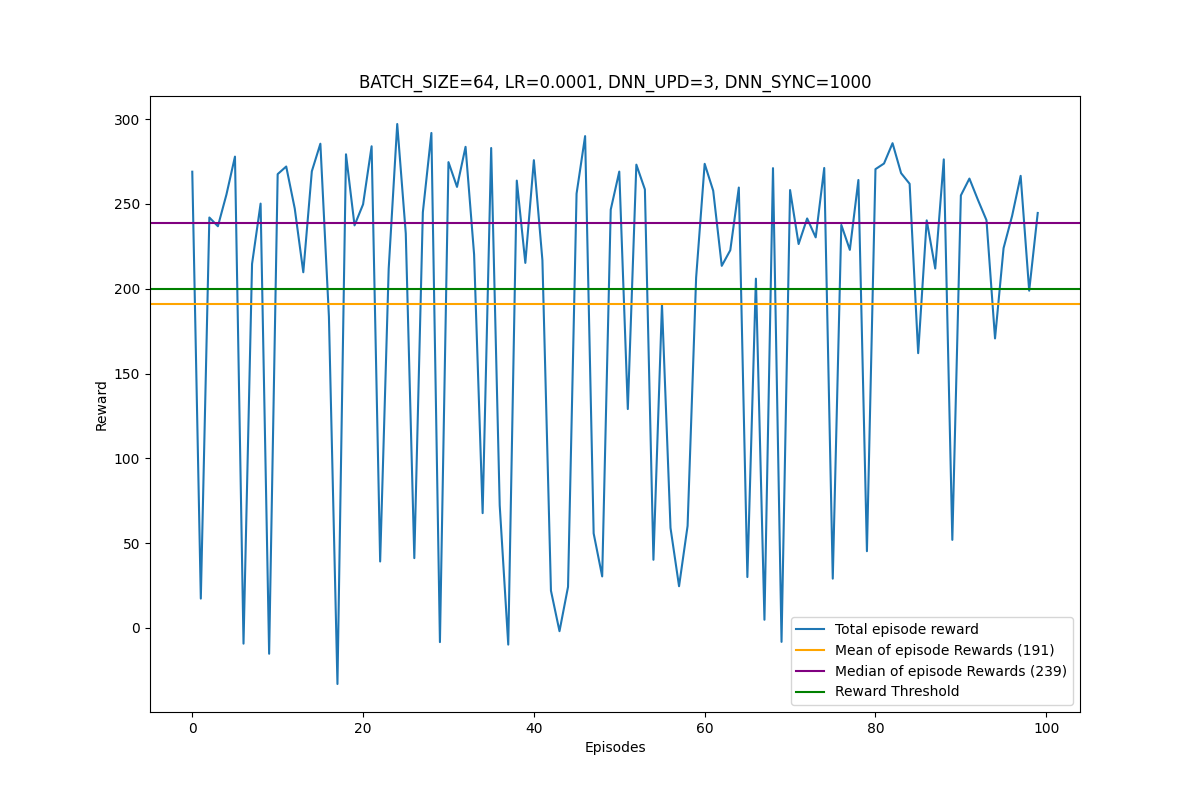 BATCH_SIZE=64, LR=0.0001, DNN_UPD=3, DNN_SYNC=1000
300
250
200
150
100
50
0
Reward
Total episode reward
Mean of episode Rewards (191)
Median of episode Rewards (239)
Reward Threshold
0 20 40 60 80 100
Episodes